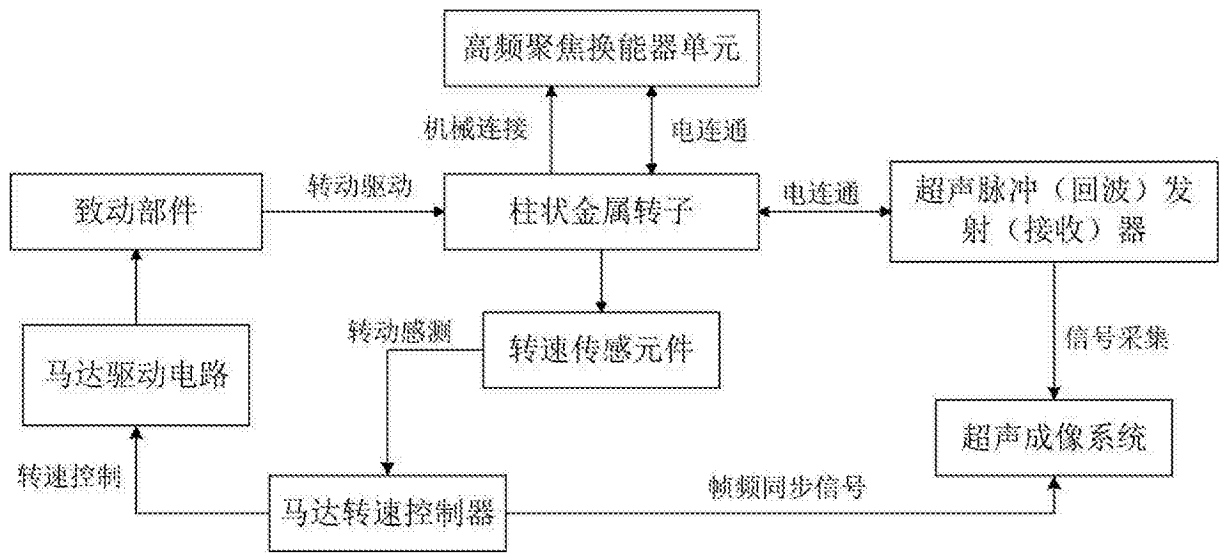 高频聚焦换能器单元
机械连接
电连通
转动驱动
致动部件
柱状金属转子
电连通
超声脉冲（回波）发
射（接收）器
转动感测
转速传感元件
信号采集
马达驱动电路
超声成像系统
转速控制
马达转速控制器
帧频同步信号